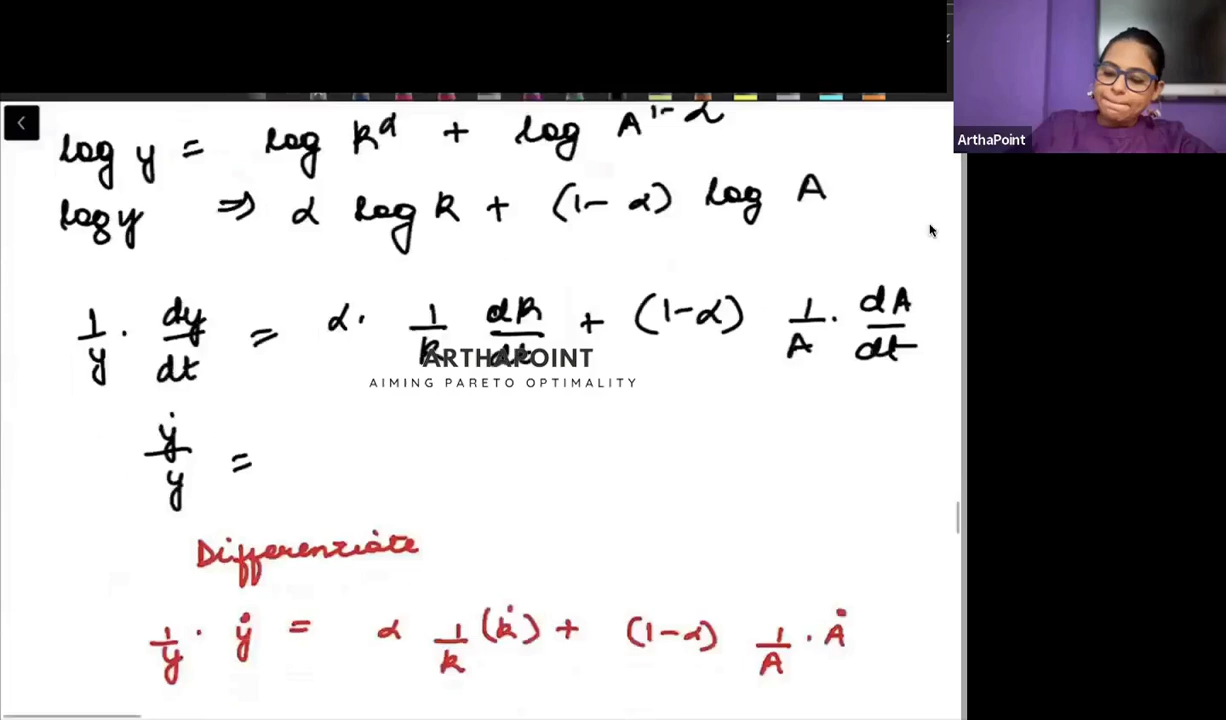 ArthaPoint
log y = log k^α + log A^1-α
log y ⇒ α log k + (1-α) log A
1/y · dy/dt = α · 1/k dk/dt + (1-α) 1/A · dA/dt
ARTHAPOINT
AIMING PARETO OPTIMALITY
ẏ/y =
Differentiate
1/y · ẏ = α 1/k (k̇) + (1-α) 1/A · Ȧ